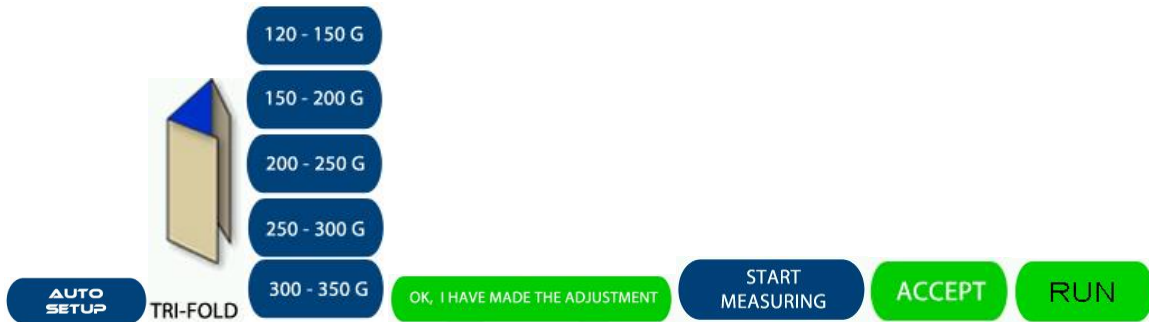 120 - 150 G
150 - 200 G
200 - 250 G
250 - 300 G
300 - 350 G
AUTO
SETUP
TRI-FOLD
OK, I HAVE MADE THE ADJUSTMENT
START
MEASURING
ACCEPT
RUN